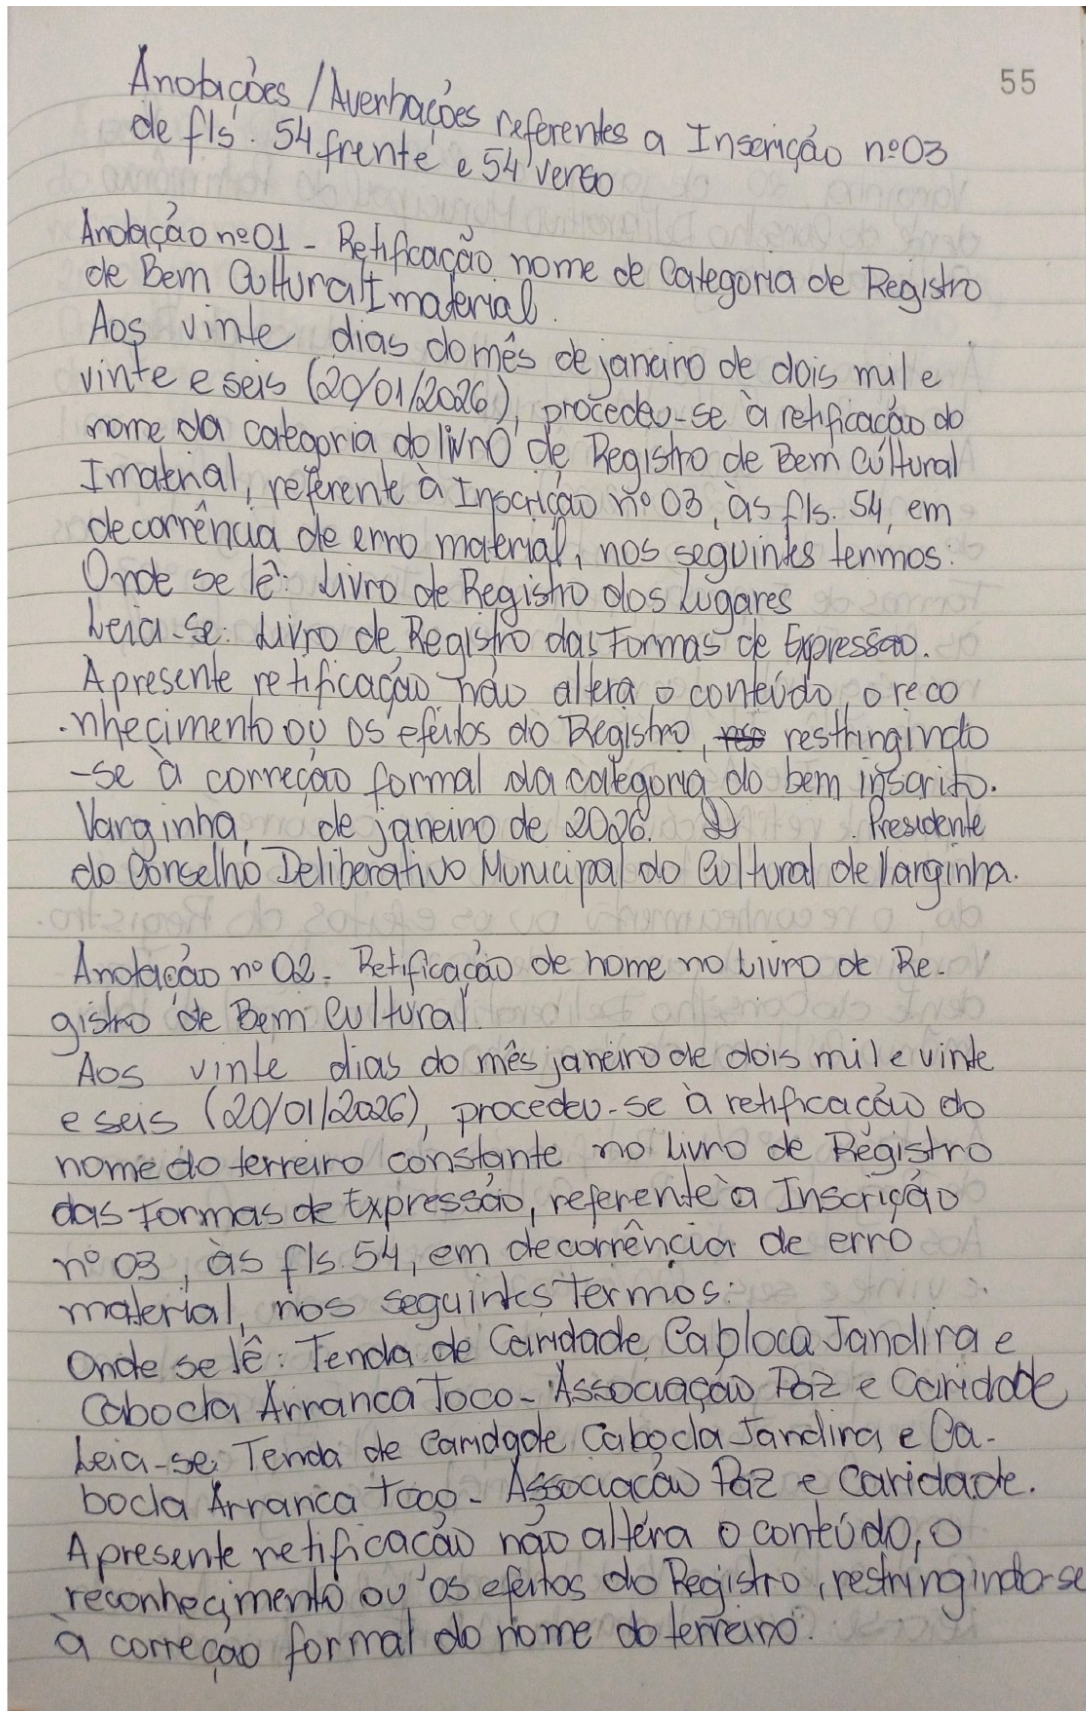 55
Anotações / Averbações referentes a Inscrição nº 03
de fls. 54 frente e 54 verso
Anotação nº 01 - Retificação nome de Categoria de Registro
de Bem Cultural Imaterial.
Aos vinte dias do mês de janeiro de dois mil e
vinte e seis (20/01/2026), procedeu-se à retificação do
nome da categoria do livro de Registro de Bem Cultural
Imaterial, referente à Inscrição nº 03, às fls. 54, em
decorrência de erro material, nos seguintes termos:
Onde se lê: Livro de Registro dos Lugares
Leia-se: Livro de Registro das Formas de Expressão.
A presente retificação não altera o conteúdo, o reco
-nhecimento ou os efeitos do Registro, restringindo
-se à correção formal da categoria do bem inscrito.
Varginha, de janeiro de 2026. . Presidente
do Conselho Deliberativo Municipal do Cultural de Varginha.
Anotação nº 02 - Retificação de nome no Livro de Re-
gistro de Bem Cultural
Aos vinte dias do mês janeiro de dois mil e vinte
e seis (20/01/2026), procedeu-se à retificação do
nome do terreiro constante no livro de Registro
das Formas de Expressão, referente à Inscrição
nº 03, às fls. 54, em decorrência de erro
material, nos seguintes Termos:
Onde se lê: Tenda de Caridade Cabloca Jandira e
Cabocla Arranca Toco - Associação Paz e Caridade
Leia-se: Tenda de Caridade Cabocla Jandira e Ca-
bocla Arranca Toco - Associação Paz e Caridade.
A presente retificação não altera o conteúdo, o
reconhecimento ou os efeitos do Registro, restringindo-se
à correção formal do nome do terreiro.